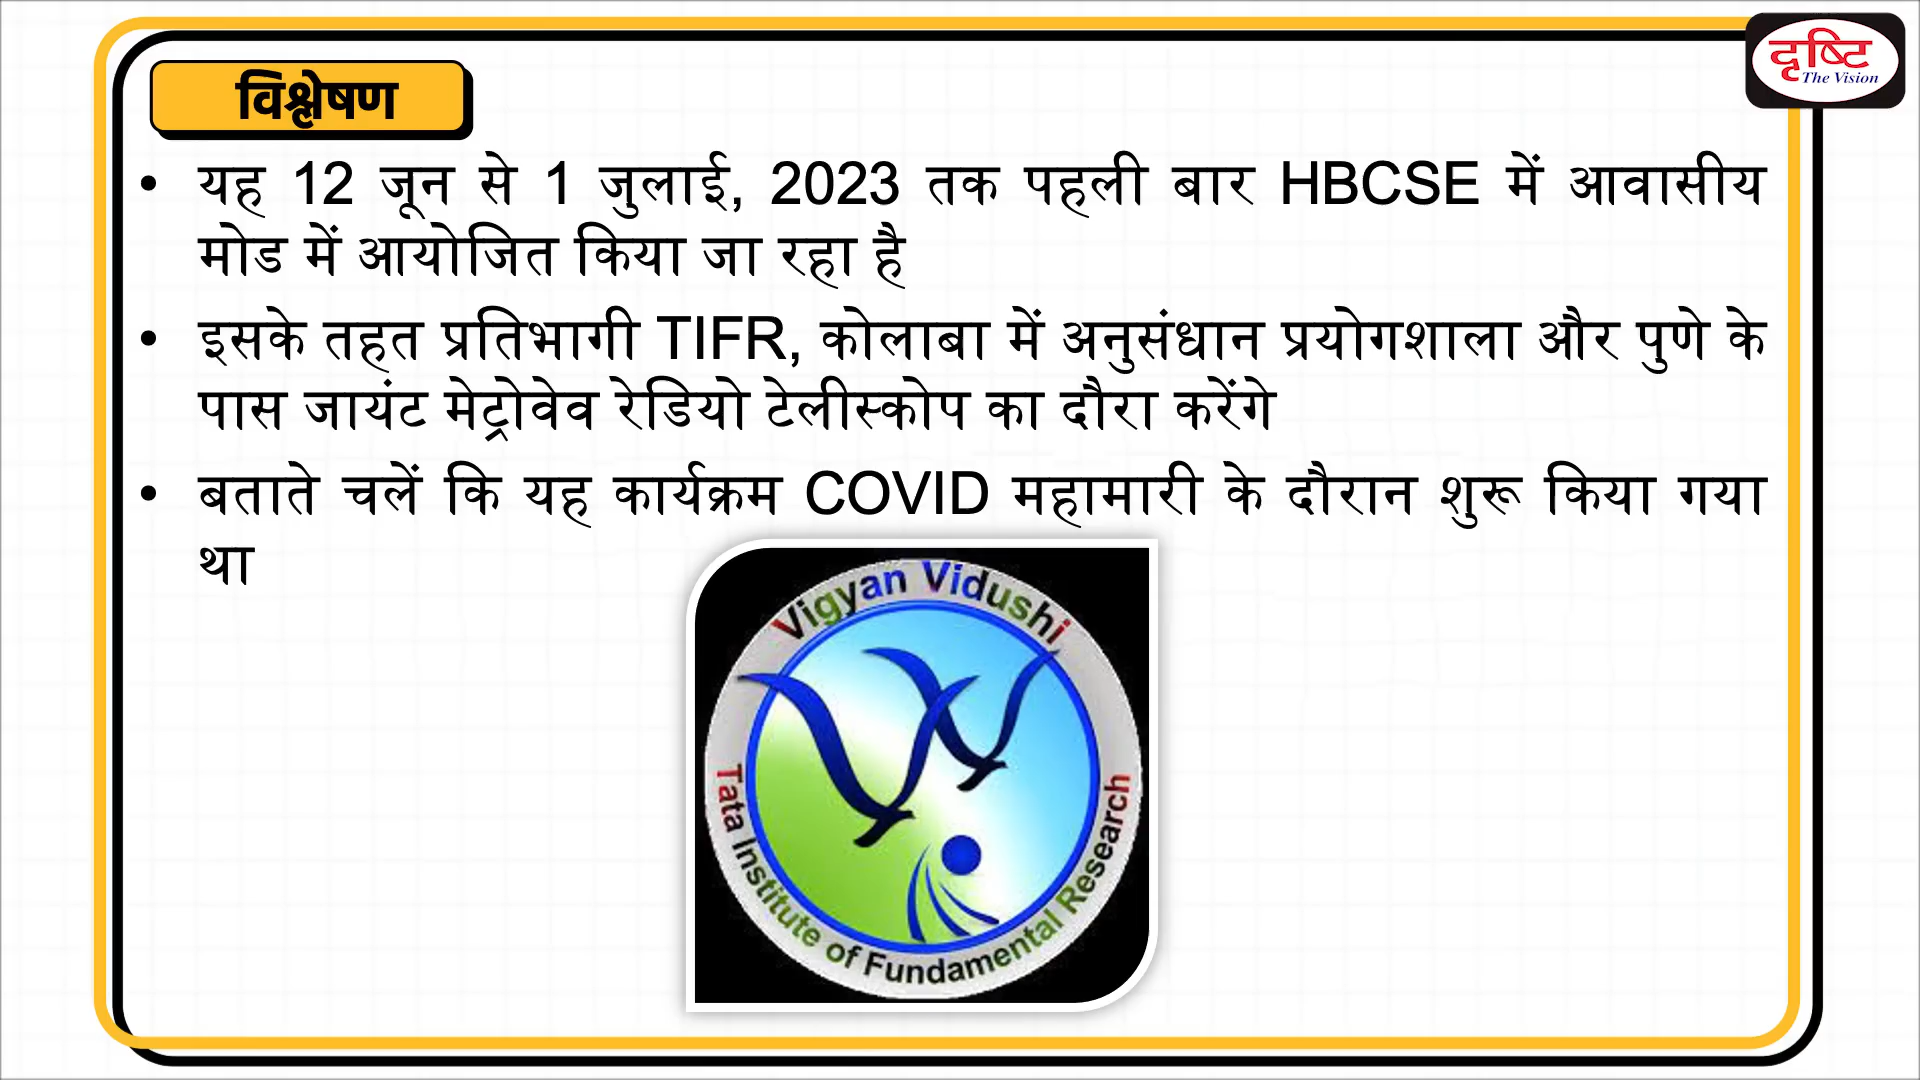 दृष्टि
The Vision
विश्लेषण
• यह 12 जून से 1 जुलाई, 2023 तक पहली बार HBCSE में आवासीय
मोड में आयोजित किया जा रहा है
• इसके तहत प्रतिभागी TIFR, कोलाबा में अनुसंधान प्रयोगशाला और पुणे के
पास जायंट मेट्रोवेव रेडियो टेलीस्कोप का दौरा करेंगे
• बताते चलें कि यह कार्यक्रम COVID महामारी के दौरान शुरू किया गया
था
Vigyan Vidushi
Tata Institute of Fundamental Research